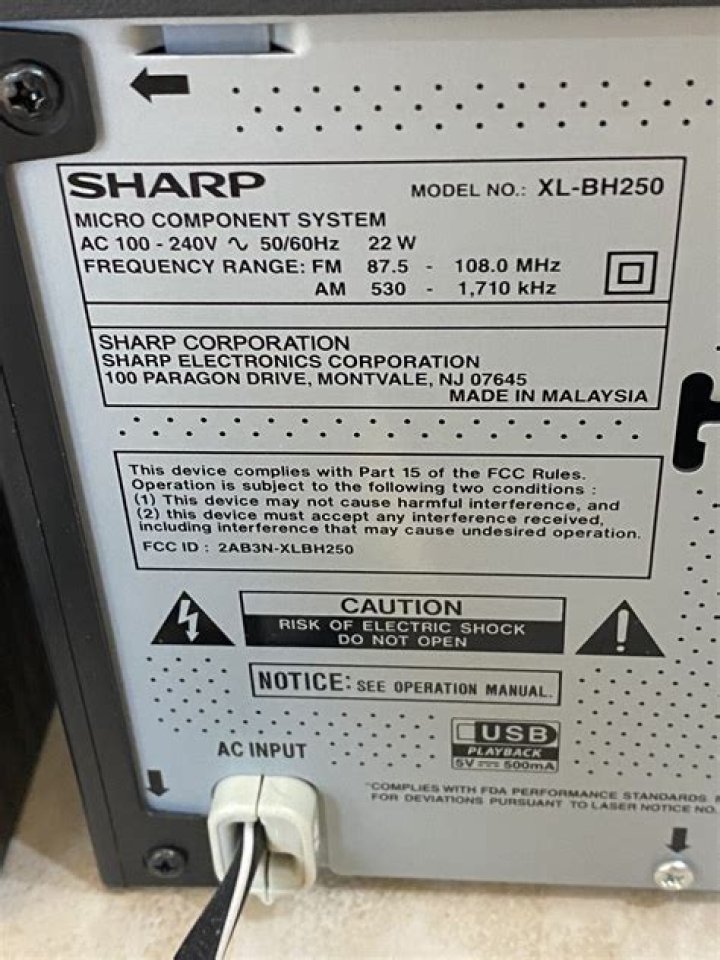 SHARP MODEL NO.: XL-BH250
MICRO COMPONENT SYSTEM
AC 100 - 240V ∿ 50/60Hz 22 W
FREQUENCY RANGE: FM 87.5 - 108.0 MHz
AM 530 - 1,710 kHz
SHARP CORPORATION
SHARP ELECTRONICS CORPORATION
100 PARAGON DRIVE, MONTVALE, NJ 07645
MADE IN MALAYSIA
This device complies with Part 15 of the FCC Rules.
Operation is subject to the following two conditions :
(1) This device may not cause harmful interference, and
(2) this device must accept any interference received,
including interference that may cause undesired operation.
FCC ID : 2AB3N-XLBH250
CAUTION
RISK OF ELECTRIC SHOCK
DO NOT OPEN
NOTICE: SEE OPERATION MANUAL.
USB
PLAYBACK
5V ⎓ 500mA
AC INPUT
"COMPLIES WITH FDA PERFORMANCE STANDARDS
FOR DEVIATIONS PURSUANT TO LASER NOTICE NO.